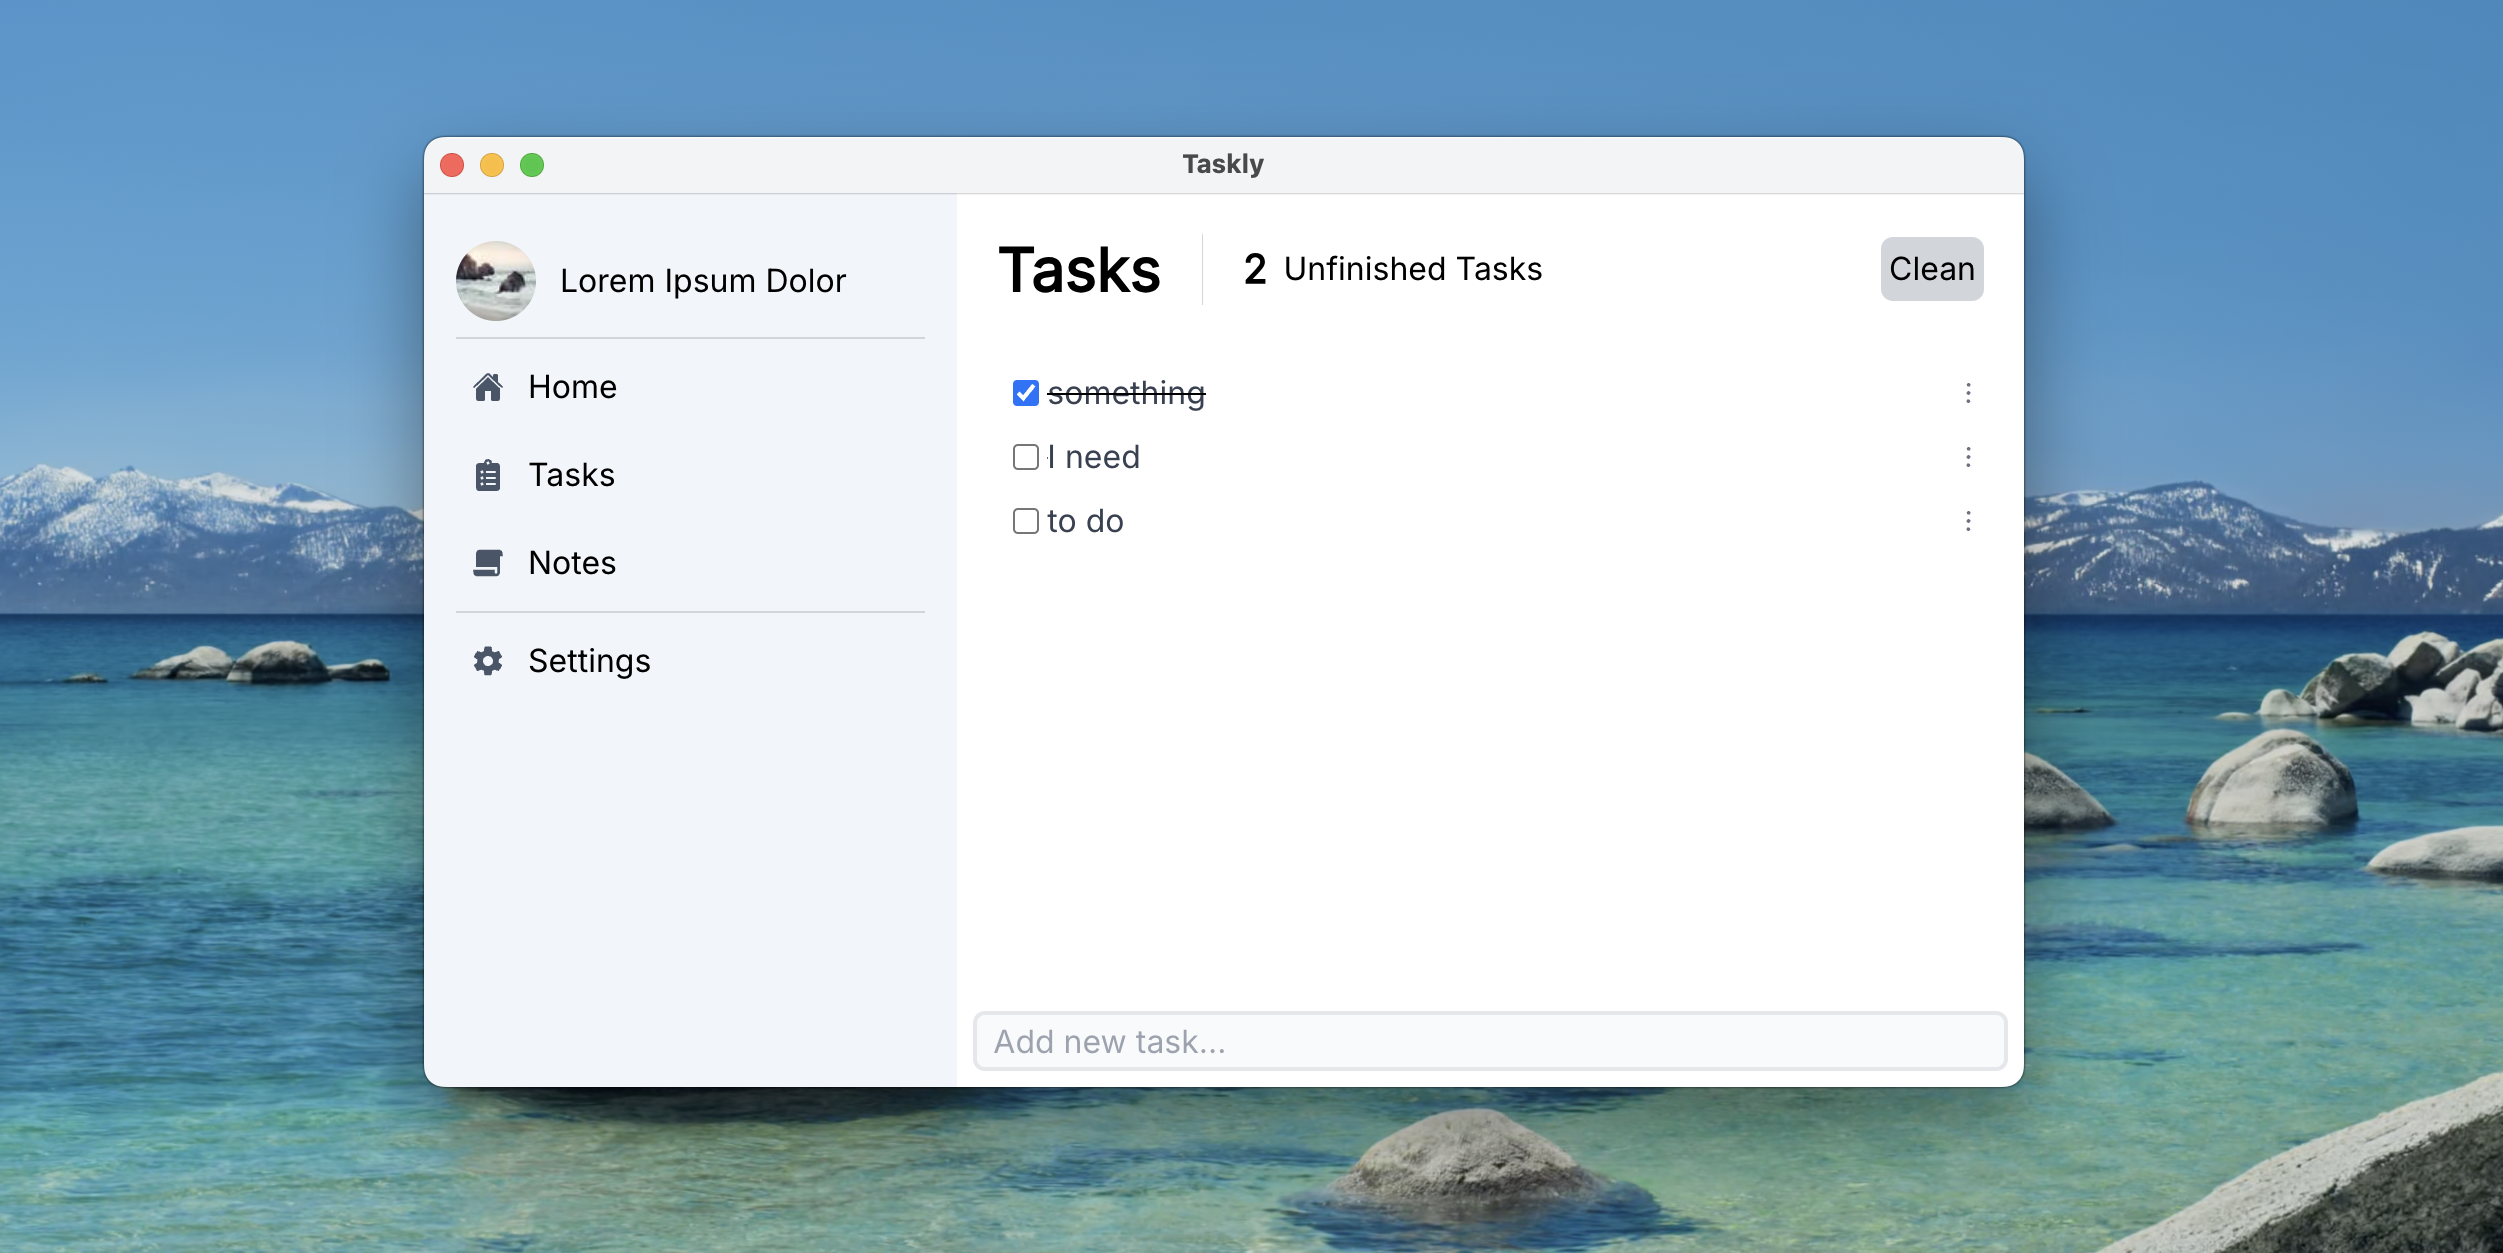 Taskly
Lorem Ipsum Dolor
Home
Tasks
Notes
Settings
Tasks
2 Unfinished Tasks
Clean
something
I need
to do
Add new task...